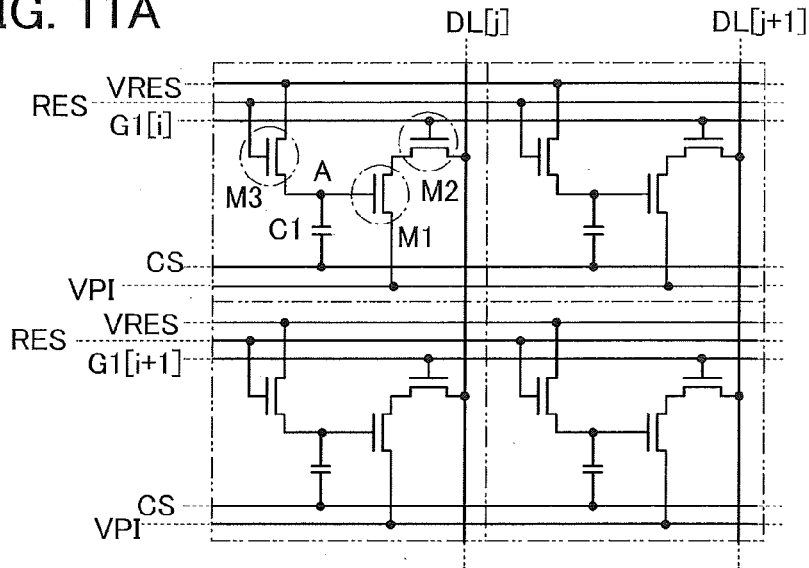 IG. 11A
DL[j]
DL[j+1]
VRES
RES
G1[i]
A
M3
M2
C1
M1
CS
VPI
VRES
RES
G1[i+1]
CS
VPI